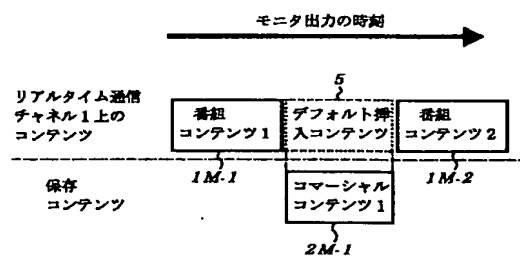 モニタ出力の時刻
5
リアルタイム通信
チャネル1上の
コンテンツ
番組
コンテンツ1
デフォルト挿
入コンテンツ
番組
コンテンツ2
1M-1
1M-2
保存
コンテンツ
コマーシャル
コンテンツ1
2M-1